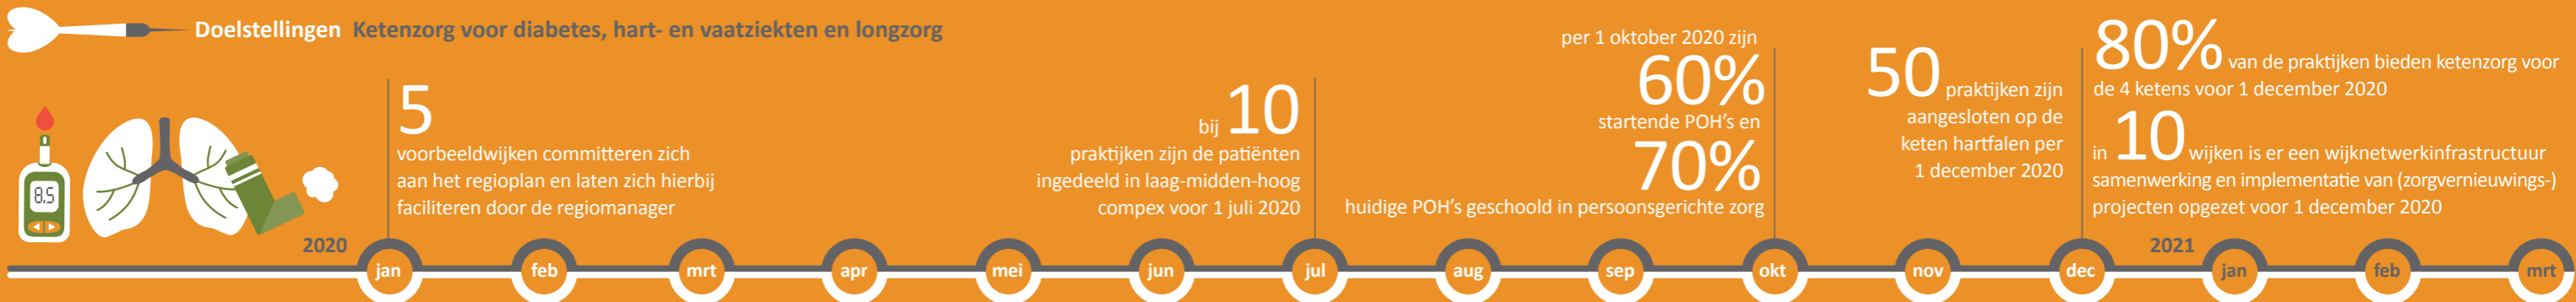 Doelstellingen Ketenzorg voor diabetes, hart- en vaatziekten en longzorg
8.5
5
voorbeeldwijken committeren zich
aan het regioplan en laten zich hierbij
faciliteren door de regiomanager
bij 10
praktijken zijn de patiënten
ingedeeld in laag-midden-hoog
compex voor 1 juli 2020
per 1 oktober 2020 zijn
60%
startende POH's en
70%
huidige POH's geschoold in persoonsgerichte zorg
50 praktijken zijn
aangesloten op de
keten hartfalen per
1 december 2020
80% van de praktijken bieden ketenzorg voor
de 4 ketens voor 1 december 2020
in 10 wijken is er een wijknetwerkinfrastructuur
samenwerking en implementatie van (zorgvernieuwings-)
projecten opgezet voor 1 december 2020
2020 2021
jan feb mrt apr mei jun jul aug sep okt nov dec jan feb mrt